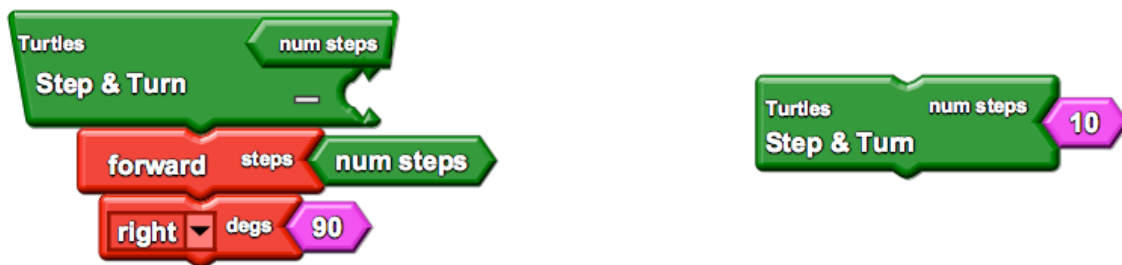 Turtles num steps
Step & Turn _
forward steps num steps
right degs 90
Turtles num steps 10
Step & Turn